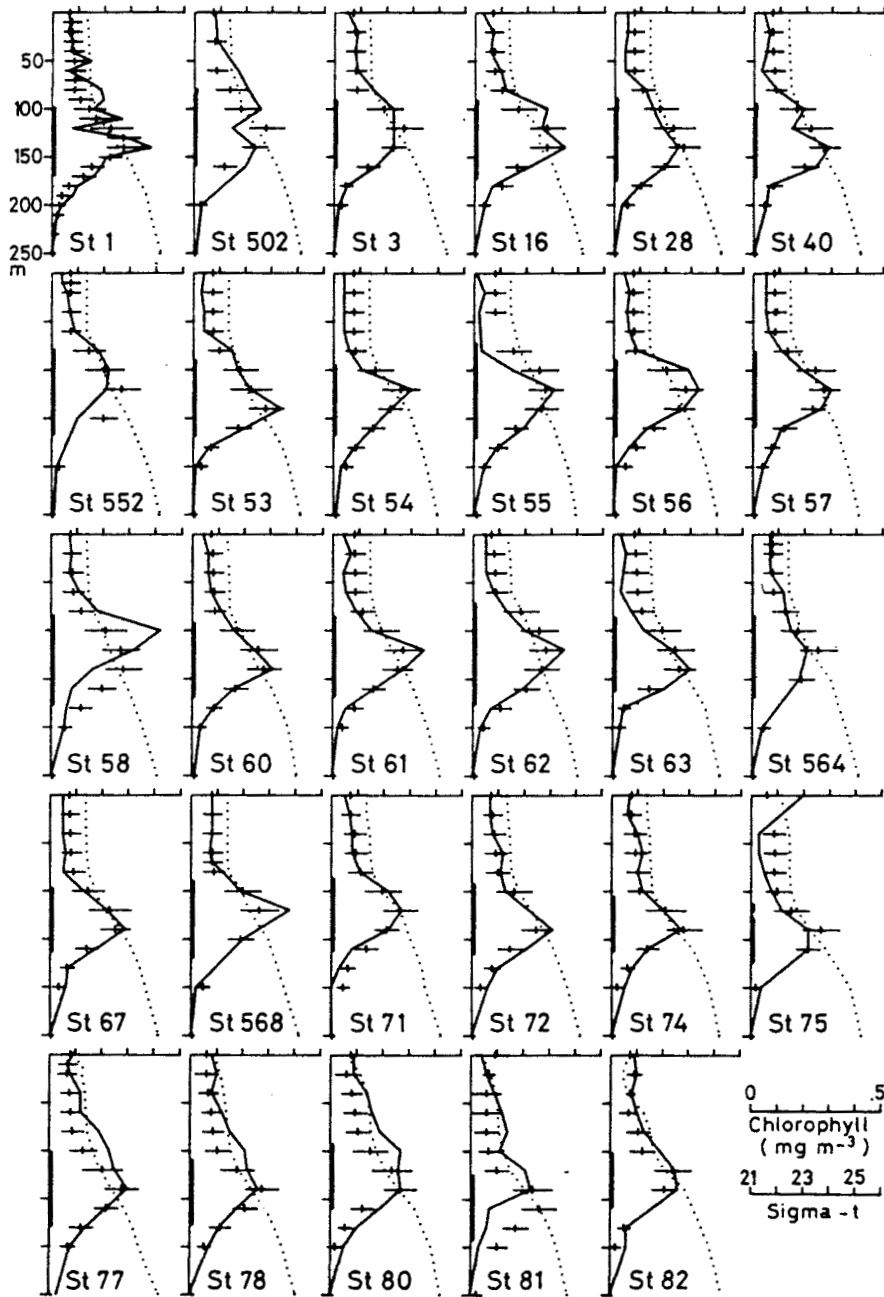 50
100
150
200
250
m
St 1
St 502
St 3
St 16
St 28
St 40
St 552
St 53
St 54
St 55
St 56
St 57
St 58
St 60
St 61
St 62
St 63
St 564
St 67
St 568
St 71
St 72
St 74
St 75
St 77
St 78
St 80
St 81
St 82
0 .5
Chlorophyll
(mg m⁻³)
21 23 25
Sigma -t